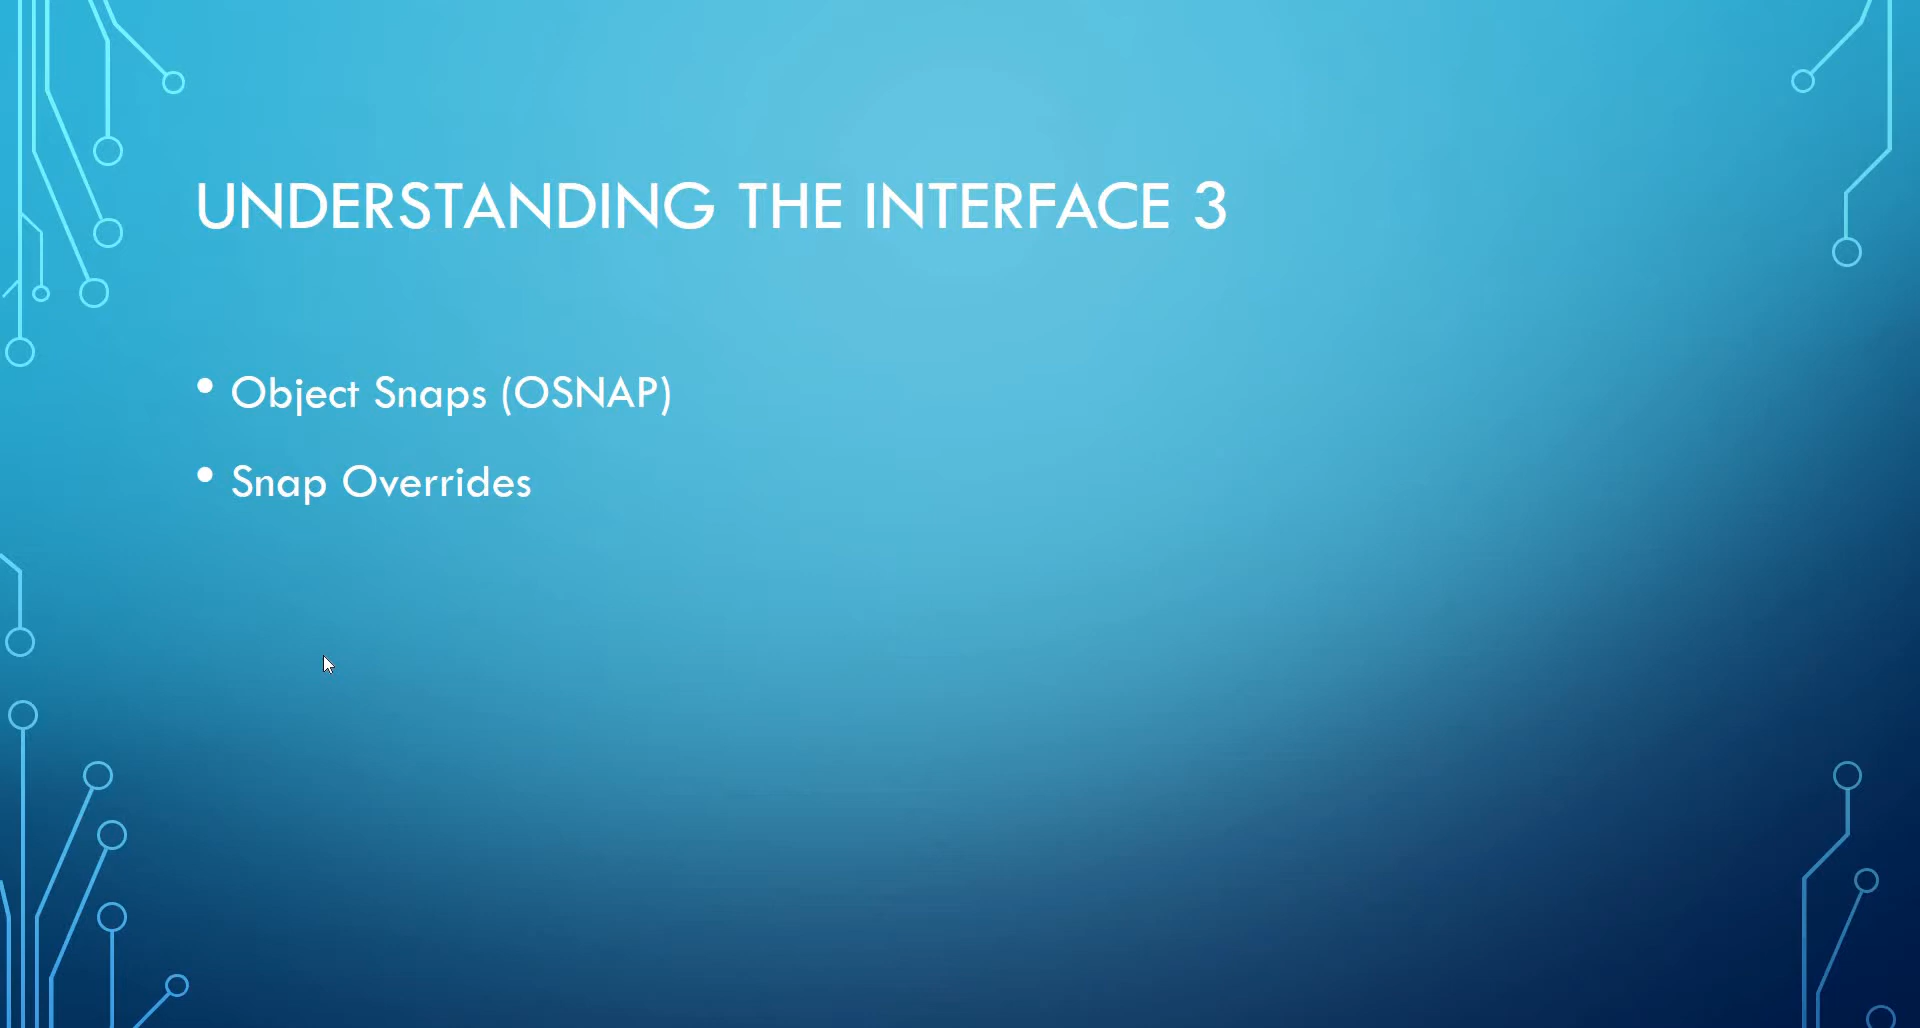 UNDERSTANDING THE INTERFACE 3
• Object Snaps (OSNAP)
• Snap Overrides